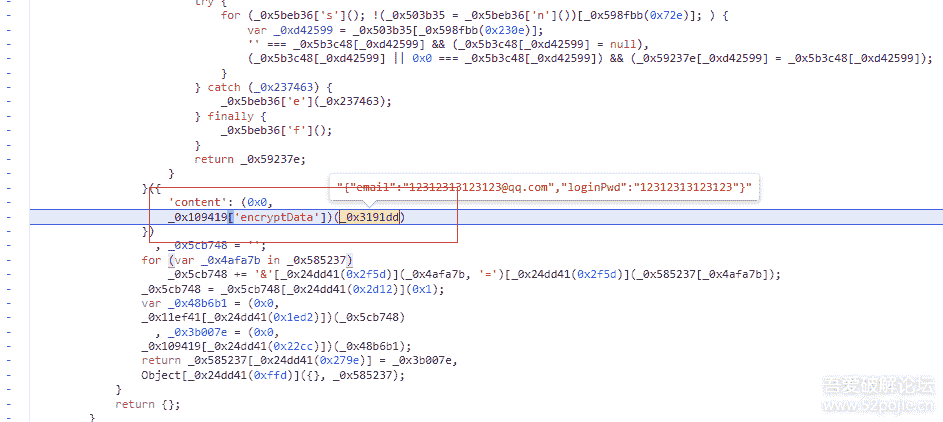 try {
for (_0x5beb36['s'](); !(_0x503b35 = _0x5beb36['n']())[_0x598fbb(0x72e)]; ) {
var _0xd42599 = _0x503b35[_0x598fbb(0x230e)];
'' === _0x5b3c48[_0xd42599] && (_0x5b3c48[_0xd42599] = null),
(_0x5b3c48[_0xd42599] || 0x0 === _0x5b3c48[_0xd42599]) && (_0x59237e[_0xd42599] = _0x5b3c48[_0xd42599]);
}
} catch (_0x237463) {
_0x5beb36['e'](_0x237463);
} finally {
_0x5beb36['f']();
}
return _0x59237e;
}
"{"email":"12312313123123@qq.com","loginPwd":"12312313123123"}"
}({
'content': (0x0,
_0x109419['encryptData'])(_0x3191dd)
})
, _0x5cb748 = '';
for (var _0x4afa7b in _0x585237)
_0x5cb748 += '&'[_0x24dd41(0x2f5d)](_0x4afa7b, '=')[_0x24dd41(0x2f5d)](_0x585237[_0x4afa7b]);
_0x5cb748 = _0x5cb748[_0x24dd41(0x2d12)](0x1);
var _0x48b6b1 = (0x0,
_0x11ef41[_0x24dd41(0x1ed2)])(_0x5cb748)
, _0x3b007e = (0x0,
_0x109419[_0x24dd41(0x22cc)])(_0x48b6b1);
return _0x585237[_0x24dd41(0x279e)] = _0x3b007e,
Object[_0x24dd41(0xffd)]({}, _0x585237);
}
return {};
}
吾爱破解论坛
www.52pojie.cn